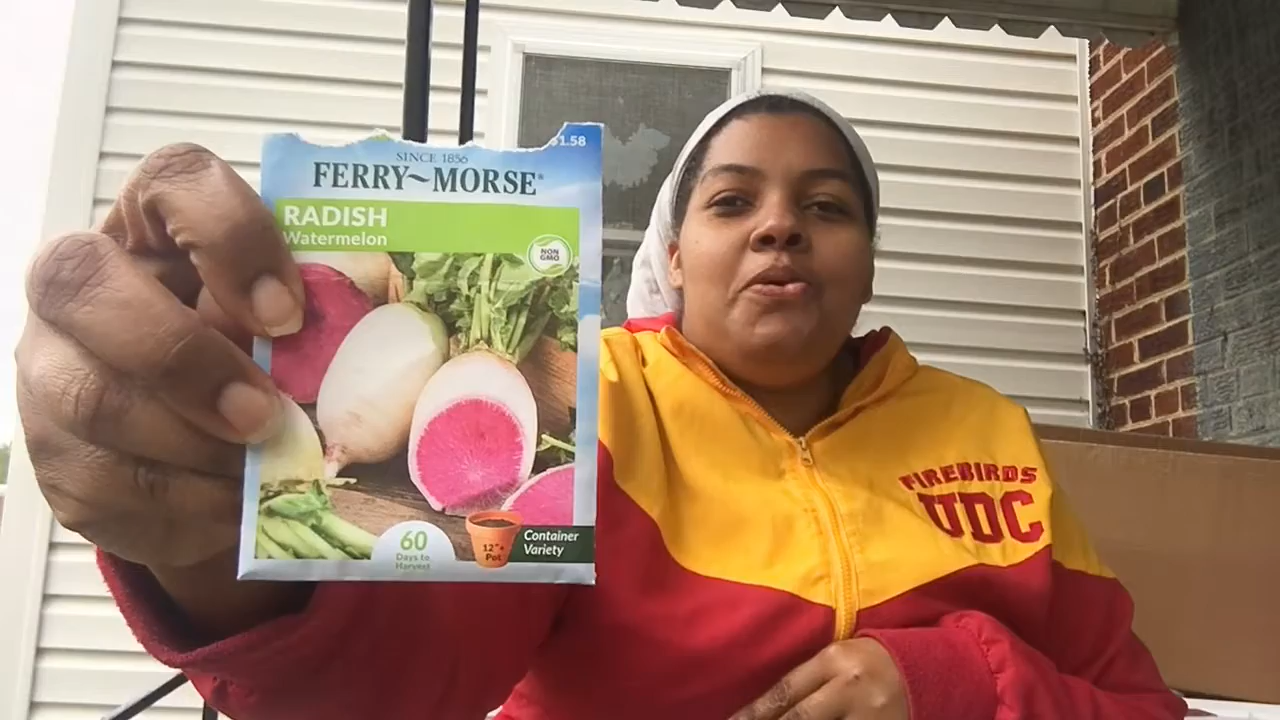 $1.58
SINCE 1856
FERRY~MORSE®
RADISH
Watermelon
NON
GMO
60
Days to
Harvest
12"+
Pot
Container
Variety
FIREBIRDS
UDC